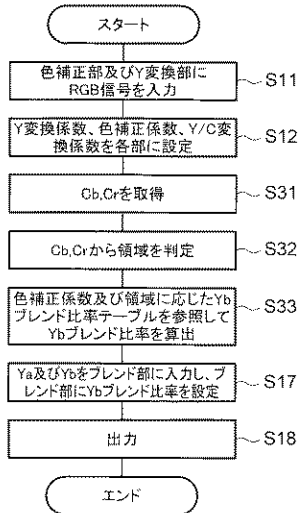 スタート
色補正部及びY変換部に
RGB信号を入力
S11
Y変換係数、色補正係数、Y/C変
換係数を各部に設定
S12
Cb,Crを取得
S31
Cb,Crから領域を判定
S32
色補正係数及び領域に応じたYb
ブレンド比率テーブルを参照して
Ybブレンド比率を算出
S33
Ya及びYbをブレンド部に入力し、ブ
レンド部にYbブレンド比率を設定
S17
出力
S18
エンド